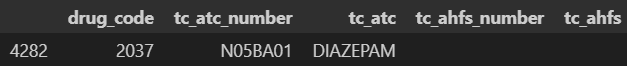 drug_code tc_atc_number tc_atc tc_ahfs_number tc_ahfs
4282 2037 N05BA01 DIAZEPAM